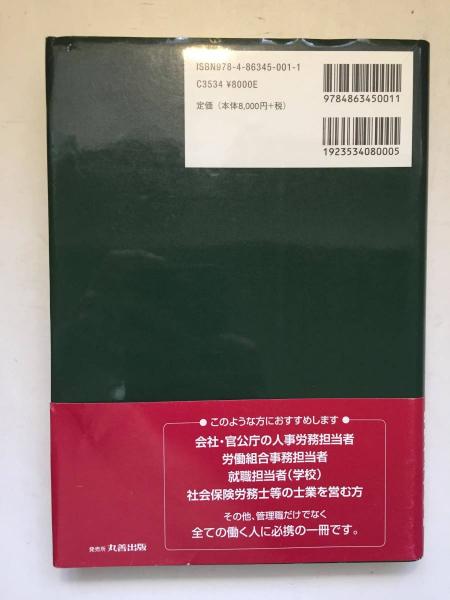 ISBN978-4-86345-001-1
C3534 ¥8000E
定価(本体8,000円+税)
9784863450011
1923534080005
● このような方におすすめします ●
会社・官公庁の人事労務担当者
労働組合事務担当者
就職担当者(学校)
社会保険労務士等の士業を営む方
その他、管理職だけでなく
全ての働く人に必携の一冊です。
発売所 丸善出版